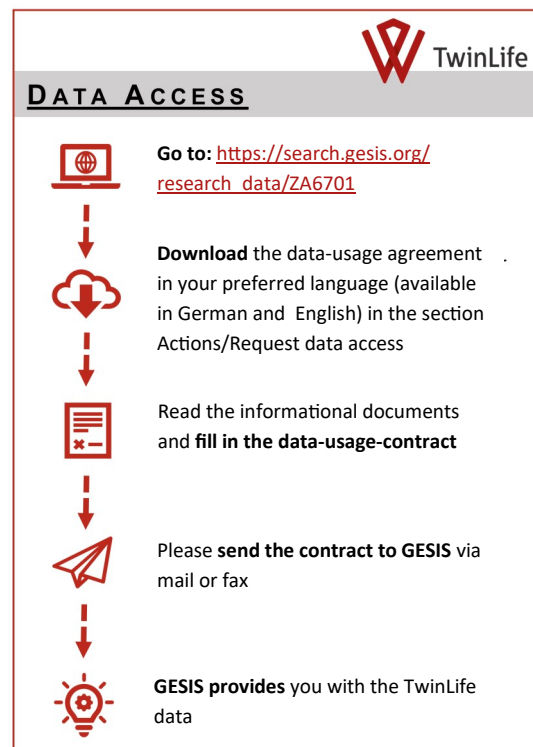 TwinLife
DATA ACCESS
Go to: https://search.gesis.org/
research_data/ZA6701
Download the data-usage agreement .
in your preferred language (available
in German and English) in the section
Actions/Request data access
Read the informational documents
and fill in the data-usage-contract
Please send the contract to GESIS via
mail or fax
GESIS provides you with the TwinLife
data